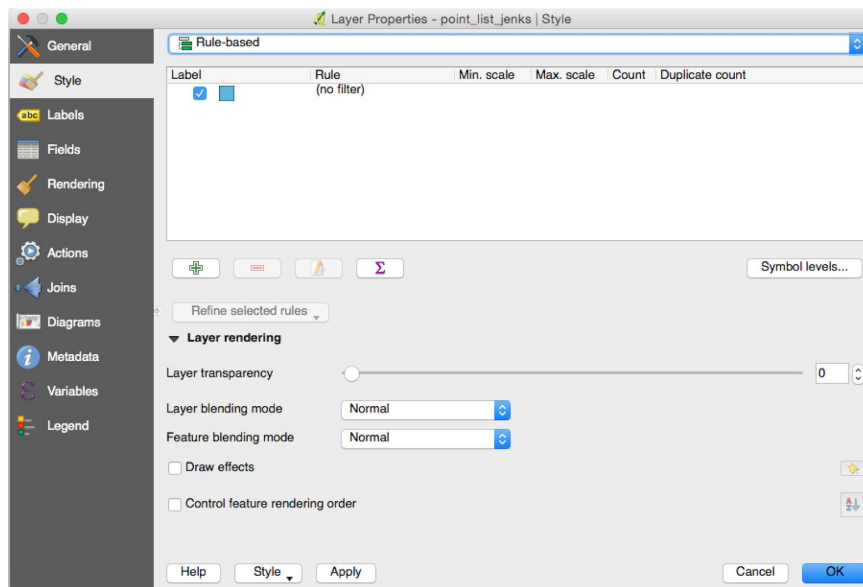 Layer Properties - point_list_jenks | Style
General
Style
abc Labels
Fields
Rendering
Display
Actions
Joins
Diagrams
Metadata
Variables
Legend
Rule-based
Label Rule Min. scale Max. scale Count Duplicate count
(no filter)
Σ Symbol levels...
Refine selected rules
Layer rendering
Layer transparency 0
Layer blending mode Normal
Feature blending mode Normal
Draw effects
Control feature rendering order
Help Style Apply Cancel OK